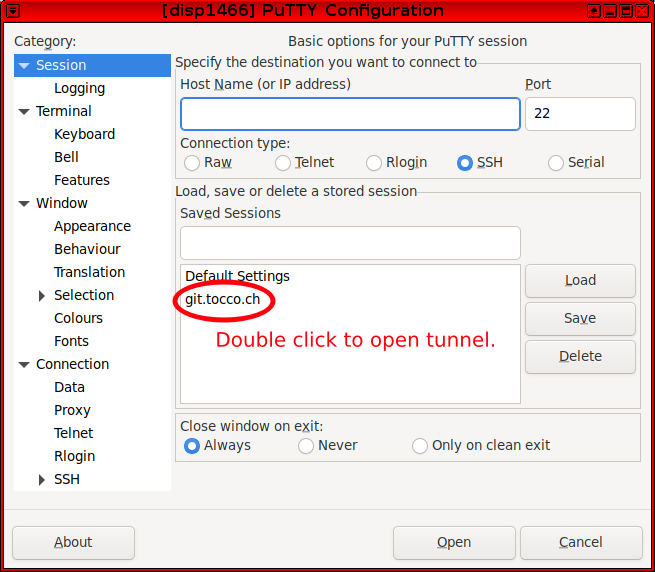 [disp1466] PuTTY Configuration
Category:
Session
Logging
Terminal
Keyboard
Bell
Features
Window
Appearance
Behaviour
Translation
Selection
Colours
Fonts
Connection
Data
Proxy
Telnet
Rlogin
SSH
Basic options for your PuTTY session
Specify the destination you want to connect to
Host Name (or IP address) Port
22
Connection type:
Raw Telnet Rlogin SSH Serial
Load, save or delete a stored session
Saved Sessions
Default Settings
git.tocco.ch
Double click to open tunnel.
Load
Save
Delete
Close window on exit:
Always Never Only on clean exit
About Open Cancel